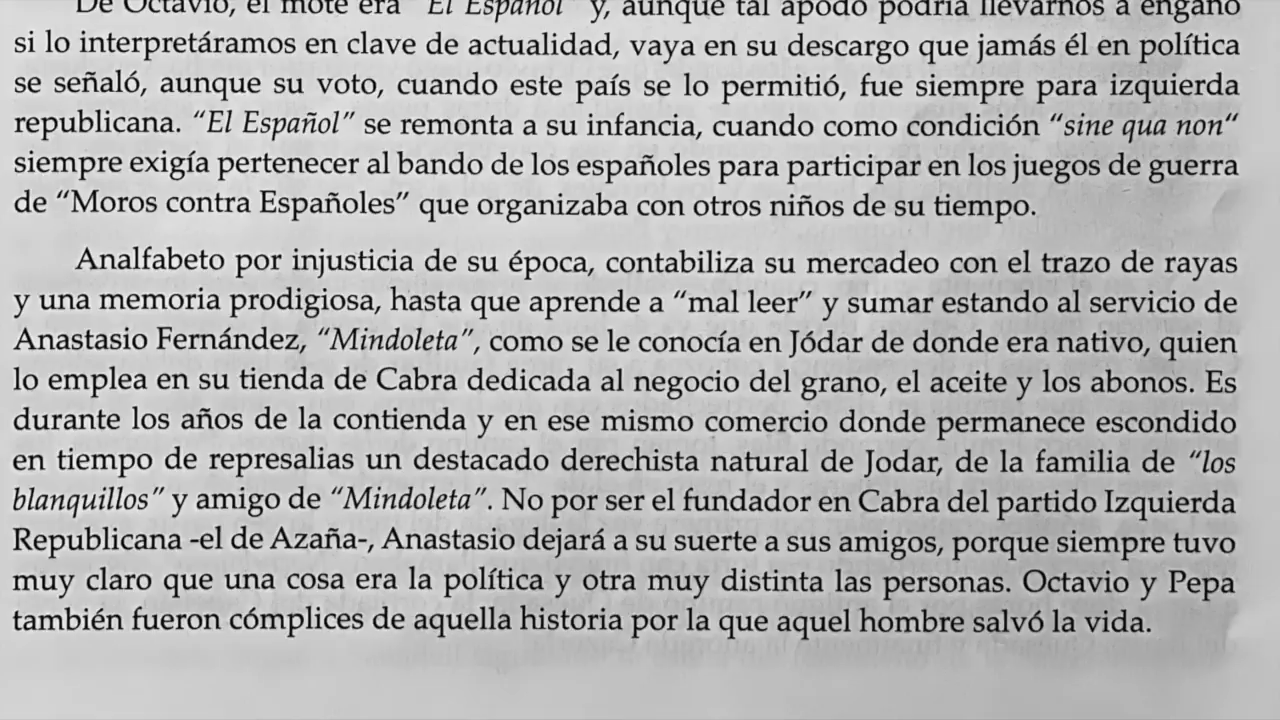 De Octavio, el mote era "El Español" y, aunque tal apodo podría llevarnos a engaño
si lo interpretáramos en clave de actualidad, vaya en su descargo que jamás él en política
se señaló, aunque su voto, cuando este país se lo permitió, fue siempre para izquierda
republicana. "El Español" se remonta a su infancia, cuando como condición "sine qua non“
siempre exigía pertenecer al bando de los españoles para participar en los juegos de guerra
de “Moros contra Españoles” que organizaba con otros niños de su tiempo.
Analfabeto por injusticia de su época, contabiliza su mercadeo con el trazo de rayas
y una memoria prodigiosa, hasta que aprende a “mal leer” y sumar estando al servicio de
Anastasio Fernández, “Mindoleta”, como se le conocía en Jódar de donde era nativo, quien
lo emplea en su tienda de Cabra dedicada al negocio del grano, el aceite y los abonos. Es
durante los años de la contienda y en ese mismo comercio donde permanece escondido
en tiempo de represalias un destacado derechista natural de Jodar, de la familia de “los
blanquillos” y amigo de “Mindoleta”. No por ser el fundador en Cabra del partido Izquierda
Republicana -el de Azaña-, Anastasio dejará a su suerte a sus amigos, porque siempre tuvo
muy claro que una cosa era la política y otra muy distinta las personas. Octavio y Pepa
también fueron cómplices de aquella historia por la que aquel hombre salvó la vida.